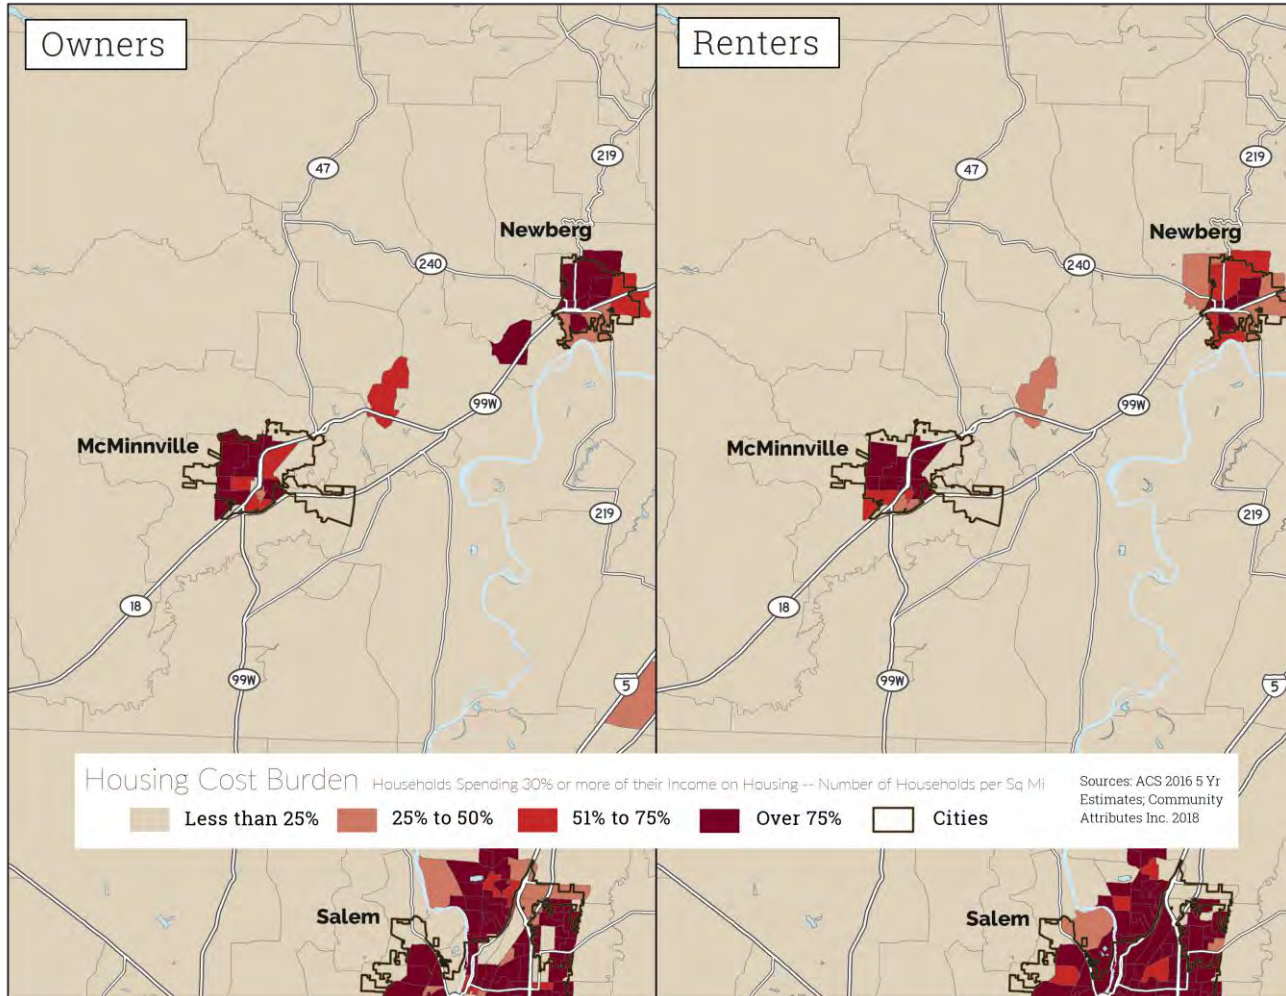 Owners
47
219
Newberg
240
99W
McMinnville
219
18
99W
5
Renters
47
219
Newberg
240
99W
McMinnville
219
18
99W
5
Housing Cost Burden Households Spending 30% or more of their Income on Housing -- Number of Households per Sq Mi
Less than 25%
25% to 50%
51% to 75%
Over 75%
Cities
Sources: ACS 2016 5 Yr
Estimates; Community
Attributes Inc. 2018
Salem
Salem